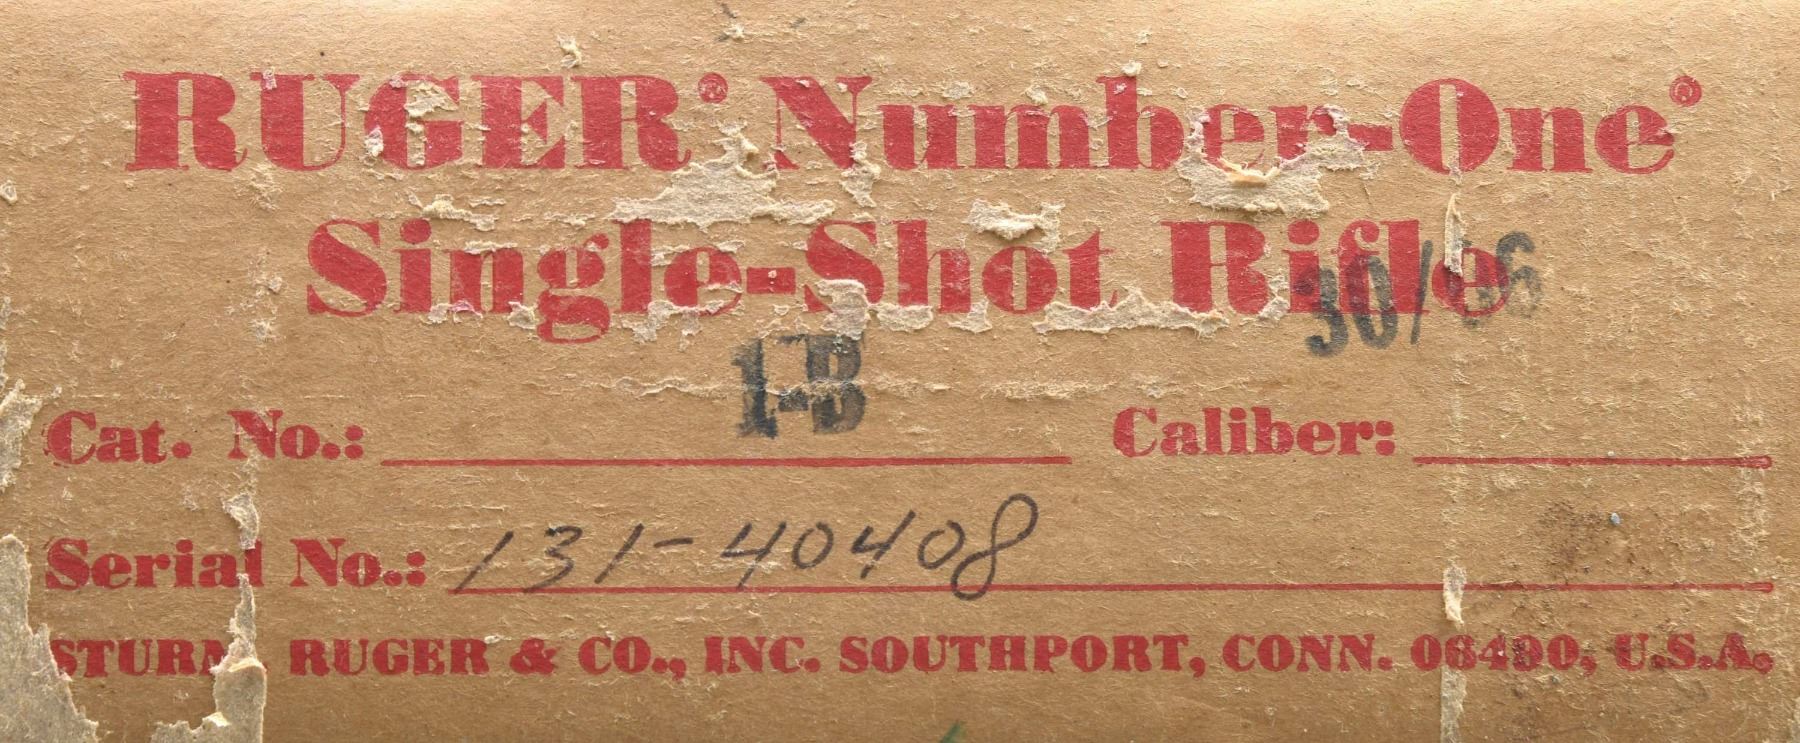 RUGER® Number-One®
Single-Shot Rifle
30/06
1-B
Cat. No.: Caliber:
Serial No.: 131-40408
STURM, RUGER & CO., INC. SOUTHPORT, CONN. 06490, U.S.A.